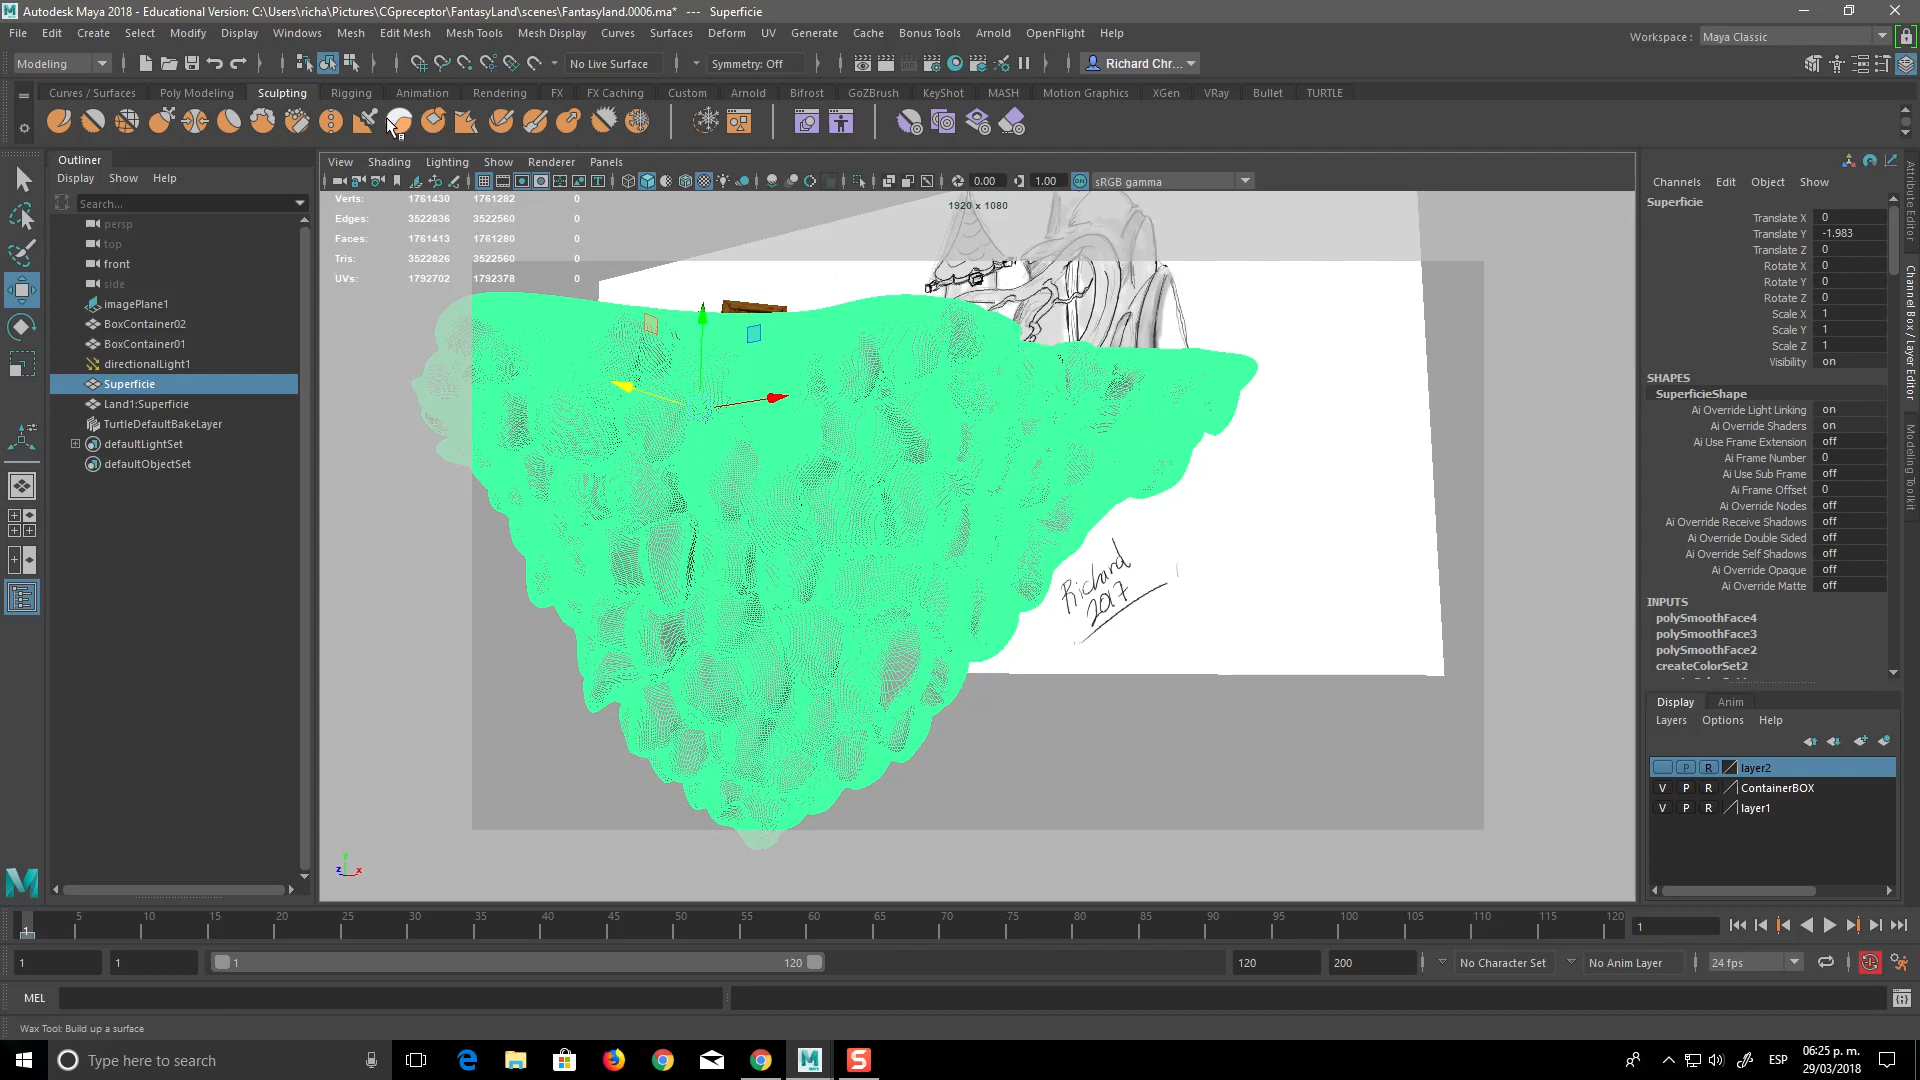 Autodesk Maya 2018 - Educational Version: C:\Users\richa\Pictures\CGpreceptor\FantasyLand\scenes\Fantasyland.0006.ma* --- Superficie
File Edit Create Select Modify Display Windows Mesh Edit Mesh Mesh Tools Mesh Display Curves Surfaces Deform UV Generate Cache Bonus Tools Arnold OpenFlight Help
Workspace : Maya Classic
Modeling No Live Surface Symmetry: Off Richard Chr...
Curves / Surfaces Poly Modeling Sculpting Rigging Animation Rendering FX FX Caching Custom Arnold Bifrost GoZBrush KeyShot MASH Motion Graphics XGen VRay Bullet TURTLE
Outliner
Display Show Help
Search...
persp
top
front
side
imagePlane1
BoxContainer02
BoxContainer01
directionalLight1
Superficie
Land1:Superficie
TurtleDefaultBakeLayer
defaultLightSet
defaultObjectSet
View Shading Lighting Show Renderer Panels
0.00 1.00 sRGB gamma
1920 x 1080
Verts: 1761430 1761282 0
Edges: 3522836 3522560 0
Faces: 1761413 1761280 0
Tris: 3522826 3522560 0
UVs: 1792702 1792378 0
Richard
2017
Channels Edit Object Show
Superficie
Translate X 0
Translate Y -1.983
Translate Z 0
Rotate X 0
Rotate Y 0
Rotate Z 0
Scale X 1
Scale Y 1
Scale Z 1
Visibility on
SHAPES
SuperficieShape
Ai Override Light Linking on
Ai Override Shaders on
Ai Use Frame Extension off
Ai Frame Number 0
Ai Use Sub Frame off
Ai Frame Offset 0
Ai Override Nodes off
Ai Override Receive Shadows off
Ai Override Double Sided off
Ai Override Self Shadows off
Ai Override Opaque off
Ai Override Matte off
INPUTS
polySmoothFace4
polySmoothFace3
polySmoothFace2
createColorSet2
Display Anim
Layers Options Help
P R layer2
V P R ContainerBOX
V P R layer1
Attribute Editor
Channel Box / Layer Editor
Modeling Toolkit
1 5 10 15 20 25 30 35 40 45 50 55 60 65 70 75 80 85 90 95 100 105 110 115 120 1
1 1 1 120 120 200 No Character Set No Anim Layer 24 fps
MEL
Wax Tool: Build up a surface
Type here to search
ESP
06:25 p. m.
29/03/2018